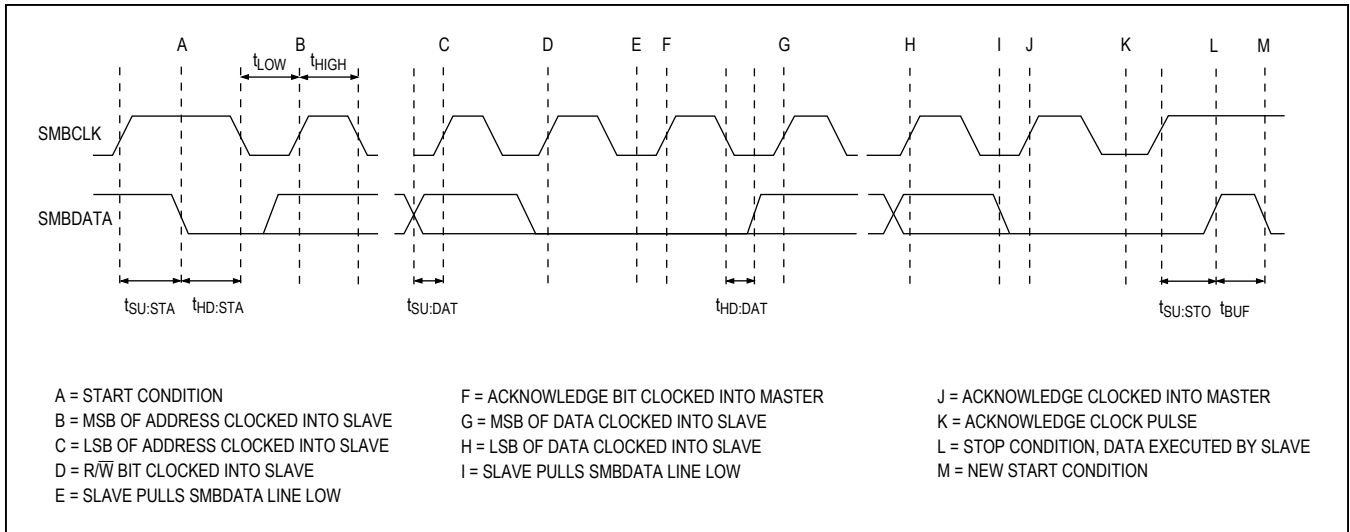 A B C D E F G H I J K L M
tLOW tHIGH
SMBCLK
SMBDATA
tSU:STA tHD:STA tSU:DAT tHD:DAT tSU:STO tBUF
A = START CONDITION
B = MSB OF ADDRESS CLOCKED INTO SLAVE
C = LSB OF ADDRESS CLOCKED INTO SLAVE
D = R/W̅ BIT CLOCKED INTO SLAVE
E = SLAVE PULLS SMBDATA LINE LOW
F = ACKNOWLEDGE BIT CLOCKED INTO MASTER
G = MSB OF DATA CLOCKED INTO SLAVE
H = LSB OF DATA CLOCKED INTO SLAVE
I = SLAVE PULLS SMBDATA LINE LOW
J = ACKNOWLEDGE CLOCKED INTO MASTER
K = ACKNOWLEDGE CLOCK PULSE
L = STOP CONDITION, DATA EXECUTED BY SLAVE
M = NEW START CONDITION